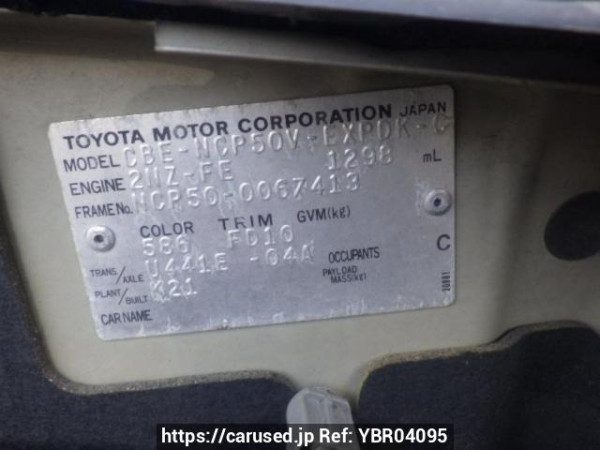 TOYOTA MOTOR CORPORATION JAPAN
MODEL CBE-NCP50V-EXPDK-G
ENGINE 2NZ-FE 1298 mL
FRAME No. NCP50-0067413
COLOR TRIM GVM(kg)
586 FD10
TRANS/AXLE U441E -04A OCCUPANTS C
PLANT/BUILT K21 PAYLOAD MASS(kg)
CAR NAME
https://carused.jp Ref: YBR04095